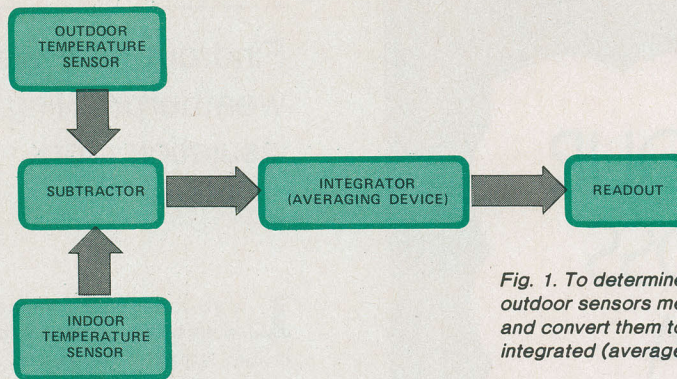 OUTDOOR
TEMPERATURE
SENSOR
SUBTRACTOR
INTEGRATOR
(AVERAGING DEVICE)
READOUT
INDOOR
TEMPERATURE
SENSOR
Fig. 1. To determine
outdoor sensors me
and convert them to
integrated (average